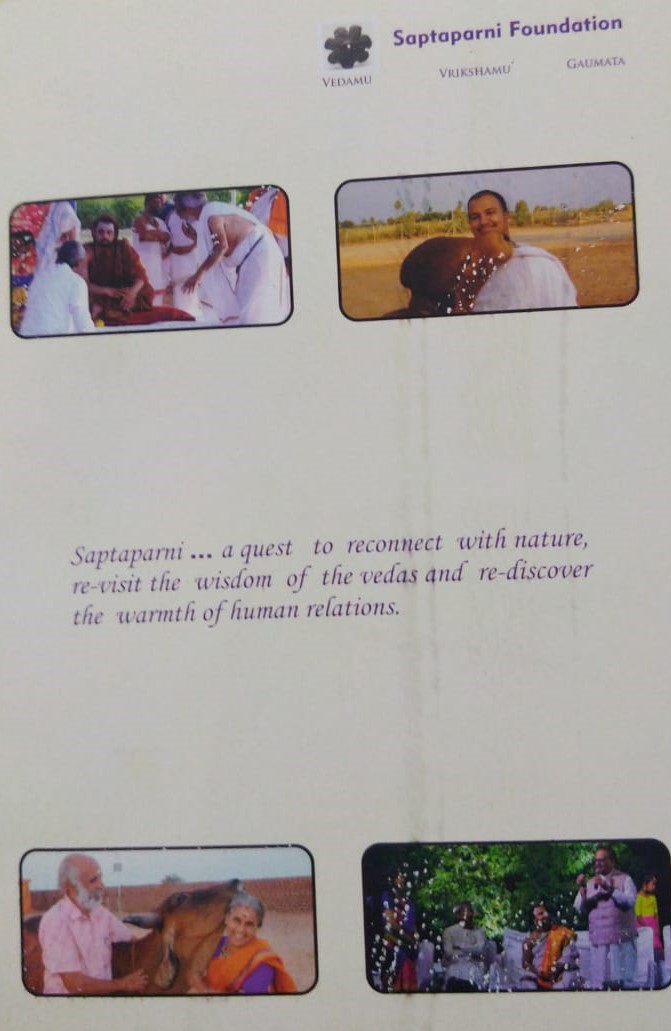 Saptaparni Foundation
VEDAMU VRIKSHAMU GAUMATA
Saptaparni ... a quest to reconnect with nature,
re-visit the wisdom of the vedas and re-discover
the warmth of human relations.